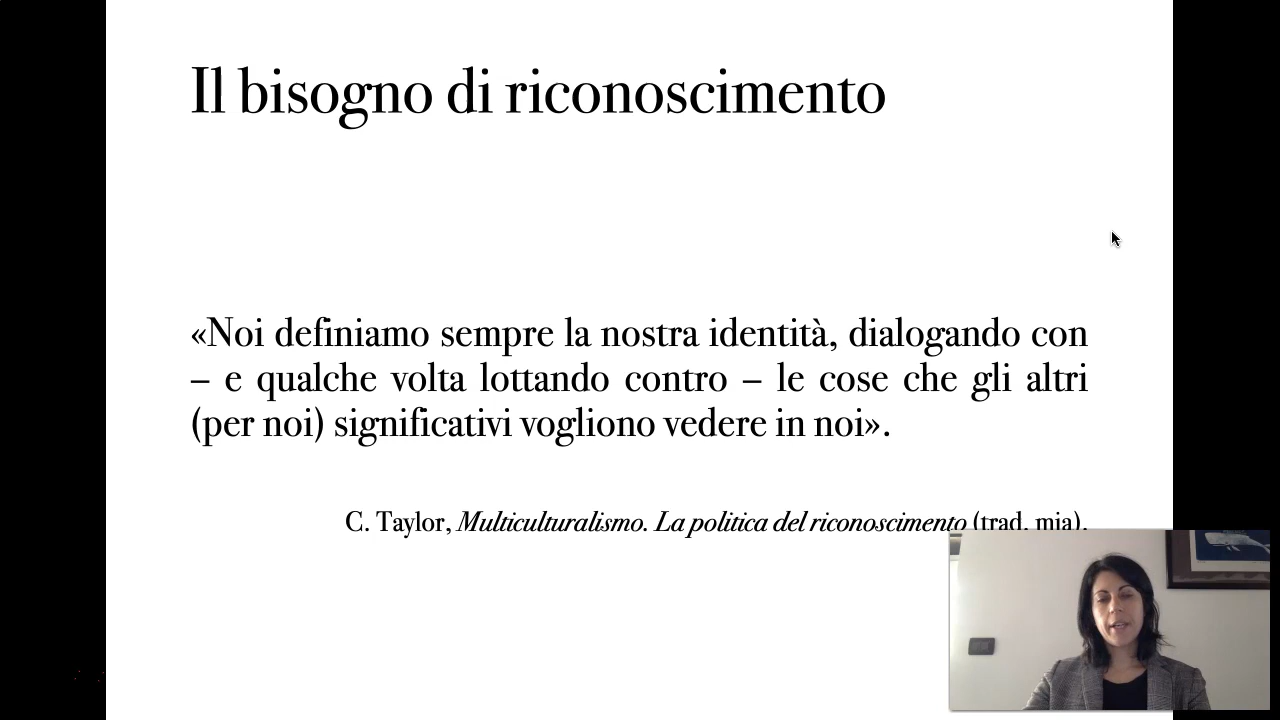 Il bisogno di riconoscimento
«Noi definiamo sempre la nostra identità, dialogando con
– e qualche volta lottando contro – le cose che gli altri
(per noi) significativi vogliono vedere in noi».
C. Taylor, Multiculturalismo. La politica del riconoscimento (trad. mia).